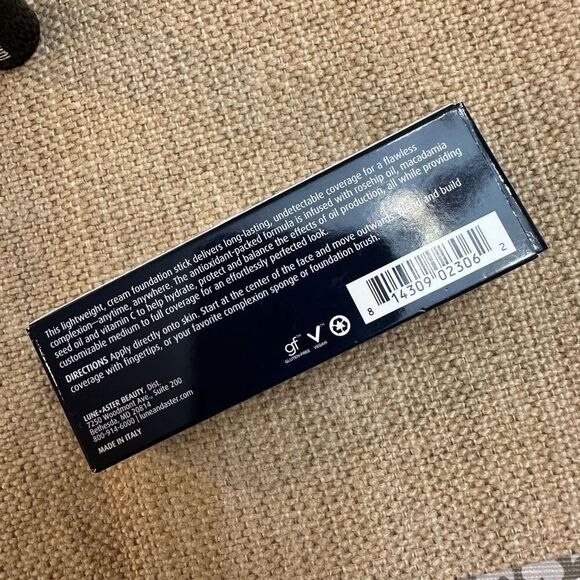 This lightweight, cream foundation stick delivers long-lasting, undetectable coverage for a flawless
complexion–anytime, anywhere. The antioxidant-packed formula is infused with rosehip oil, macadamia
seed oil and vitamin C to help hydrate, protect and balance the effects of oil production, all while providing
customizable medium to full coverage for an effortlessly perfected look.
DIRECTIONS Apply directly onto skin. Start at the center of the face and move outwards. Blend and build
coverage with fingertips, or your favorite complexion sponge or foundation brush.
LUNE+ASTER BEAUTY, Dist.
7250 Woodmont Ave., Suite 200
Bethesda, MD 20814
800-914-6000 | luneandaster.com
MADE IN ITALY
gf
GLUTEN-FREE
V
VEGAN
8 14309 02306 2